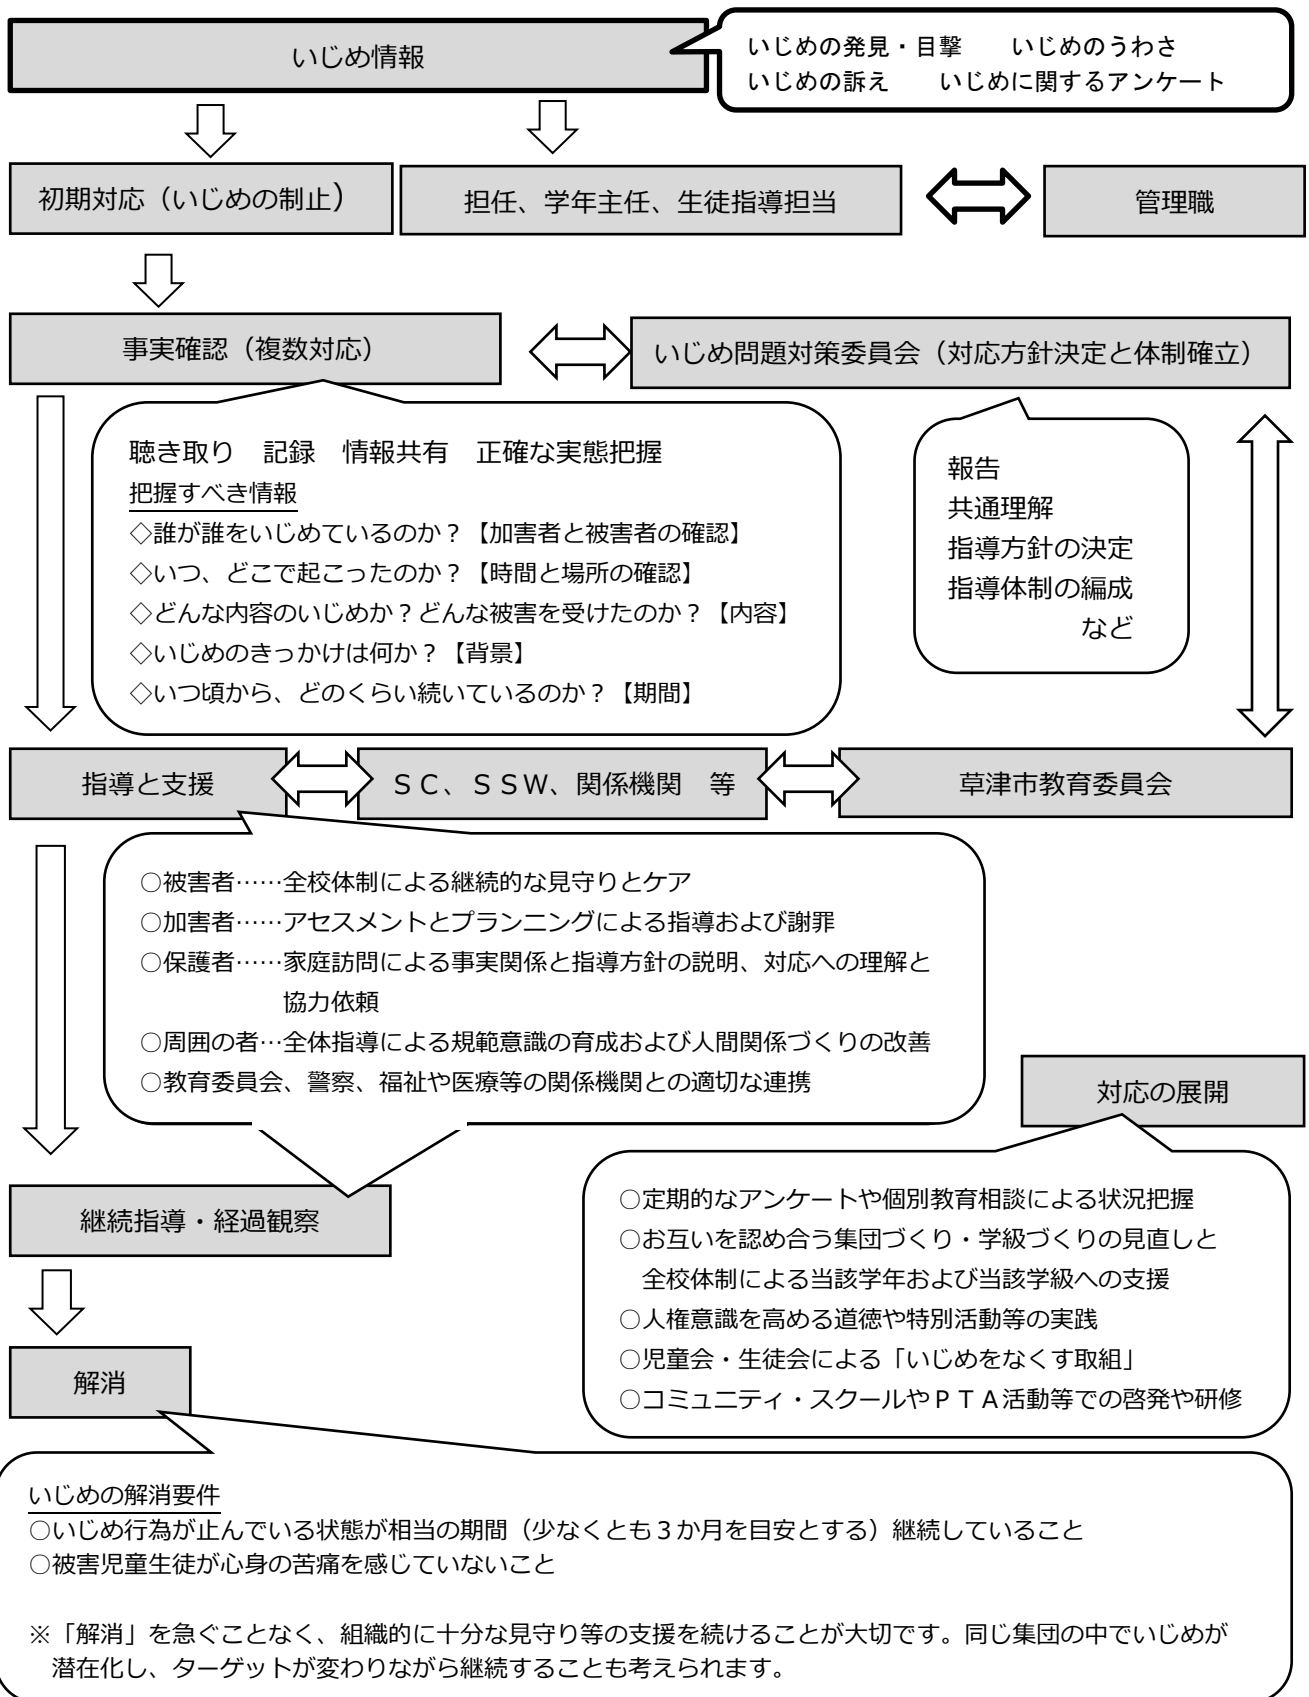 いじめ情報
いじめの発見・目撃　　いじめのうわさ
いじめの訴え　　いじめに関するアンケート
初期対応（いじめの制止）
担任、学年主任、生徒指導担当
管理職
事実確認（複数対応）
いじめ問題対策委員会（対応方針決定と体制確立）
聴き取り　記録　情報共有　正確な実態把握
把握すべき情報
◇誰が誰をいじめているのか？【加害者と被害者の確認】
◇いつ、どこで起こったのか？【時間と場所の確認】
◇どんな内容のいじめか？どんな被害を受けたのか？【内容】
◇いじめのきっかけは何か？【背景】
◇いつ頃から、どのくらい続いているのか？【期間】
報告
共通理解
指導方針の決定
指導体制の編成
など
指導と支援
ＳＣ、ＳＳＷ、関係機関　等
草津市教育委員会
○被害者……全校体制による継続的な見守りとケア
○加害者……アセスメントとプランニングによる指導および謝罪
○保護者……家庭訪問による事実関係と指導方針の説明、対応への理解と
協力依頼
○周囲の者…全体指導による規範意識の育成および人間関係づくりの改善
○教育委員会、警察、福祉や医療等の関係機関との適切な連携
対応の展開
○定期的なアンケートや個別教育相談による状況把握
○お互いを認め合う集団づくり・学級づくりの見直しと
全校体制による当該学年および当該学級への支援
○人権意識を高める道徳や特別活動等の実践
○児童会・生徒会による「いじめをなくす取組」
○コミュニティ・スクールやＰＴＡ活動等での啓発や研修
継続指導・経過観察
解消
いじめの解消要件
○いじめ行為が止んでいる状態が相当の期間（少なくとも３か月を目安とする）継続していること
○被害児童生徒が心身の苦痛を感じていないこと
※「解消」を急ぐことなく、組織的に十分な見守り等の支援を続けることが大切です。同じ集団の中でいじめが
潜在化し、ターゲットが変わりながら継続することも考えられます。